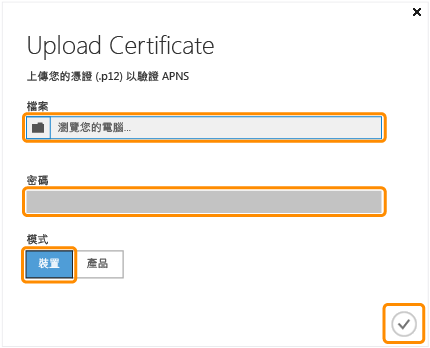 Upload Certificate
上傳您的憑證 (.p12) 以驗證 APNS
檔案
瀏覽您的電腦...
密碼
模式
裝置 產品